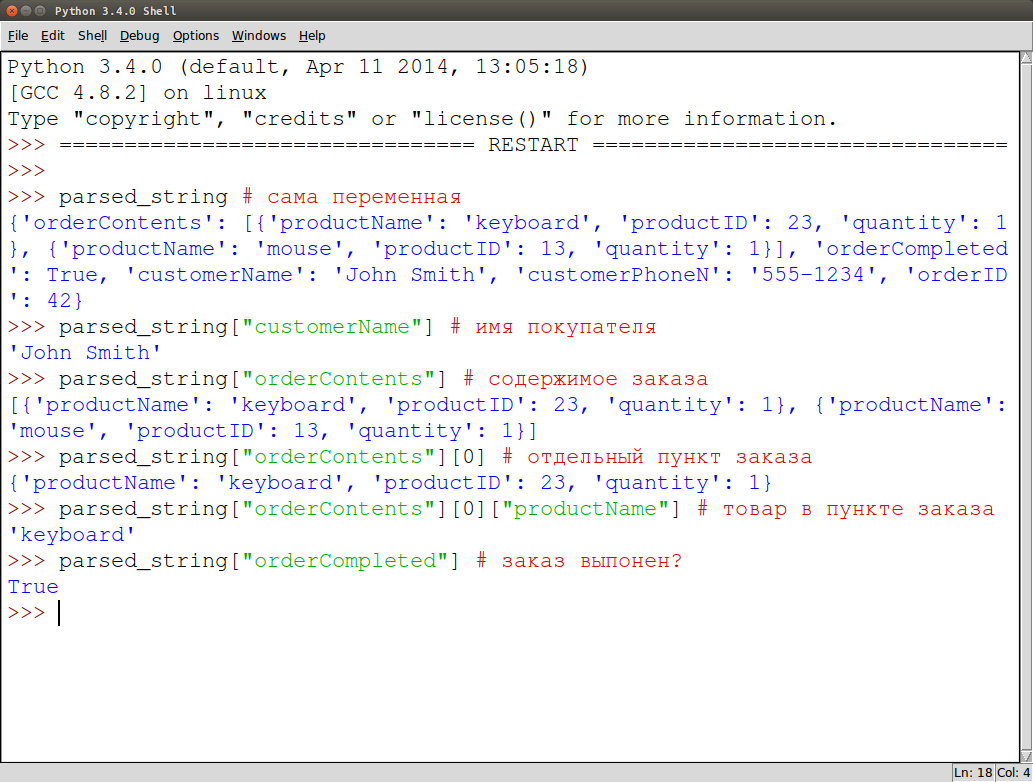 Python 3.4.0 Shell
File Edit Shell Debug Options Windows Help
Python 3.4.0 (default, Apr 11 2014, 13:05:18)
[GCC 4.8.2] on linux
Type "copyright", "credits" or "license()" for more information.
>>> ================================ RESTART ================================
>>>
>>> parsed_string # сама переменная
{'orderContents': [{'productName': 'keyboard', 'productID': 23, 'quantity': 1
}, {'productName': 'mouse', 'productID': 13, 'quantity': 1}], 'orderCompleted
': True, 'customerName': 'John Smith', 'customerPhoneN': '555-1234', 'orderID
': 42}
>>> parsed_string["customerName"] # имя покупателя
'John Smith'
>>> parsed_string["orderContents"] # содержимое заказа
[{'productName': 'keyboard', 'productID': 23, 'quantity': 1}, {'productName':
'mouse', 'productID': 13, 'quantity': 1}]
>>> parsed_string["orderContents"][0] # отдельный пункт заказа
{'productName': 'keyboard', 'productID': 23, 'quantity': 1}
>>> parsed_string["orderContents"][0]["productName"] # товар в пункте заказа
'keyboard'
>>> parsed_string["orderCompleted"] # заказ выпонен?
True
>>>
Ln: 18 Col: 4